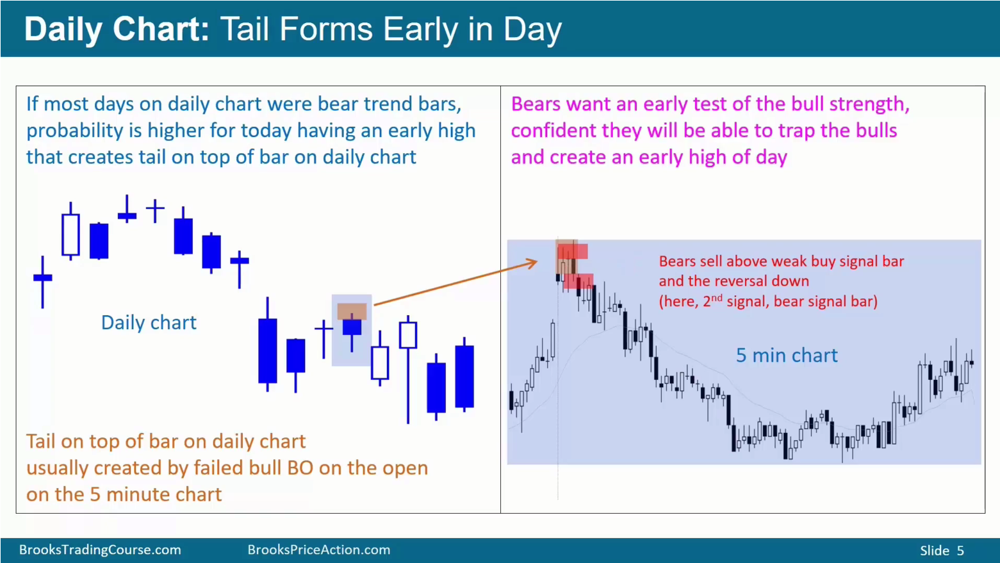 Daily Chart: Tail Forms Early in Day
If most days on daily chart were bear trend bars,
probability is higher for today having an early high
that creates tail on top of bar on daily chart
Bears want an early test of the bull strength,
confident they will be able to trap the bulls
and create an early high of day
Bears sell above weak buy signal bar
and the reversal down
(here, 2nd signal, bear signal bar)
Daily chart
5 min chart
Tail on top of bar on daily chart
usually created by failed bull BO on the open
on the 5 minute chart
BrooksTradingCourse.com
BrooksPriceAction.com
Slide 5